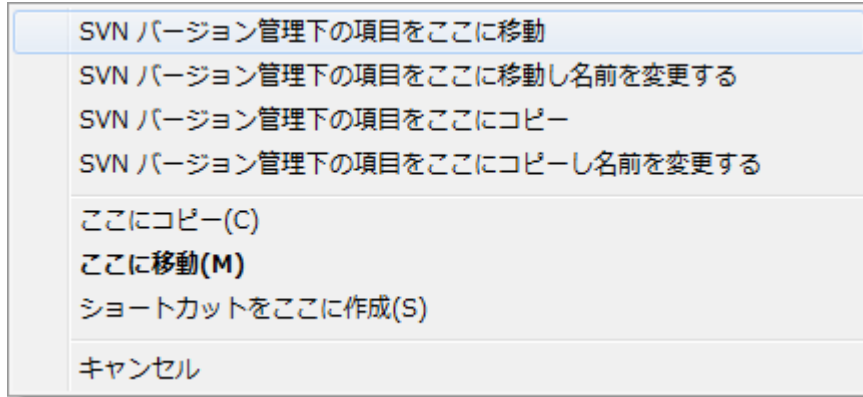 SVN バージョン管理下の項目をここに移動
SVN バージョン管理下の項目をここに移動し名前を変更する
SVN バージョン管理下の項目をここにコピー
SVN バージョン管理下の項目をここにコピーし名前を変更する
ここにコピー(C)
ここに移動(M)
ショートカットをここに作成(S)
キャンセル